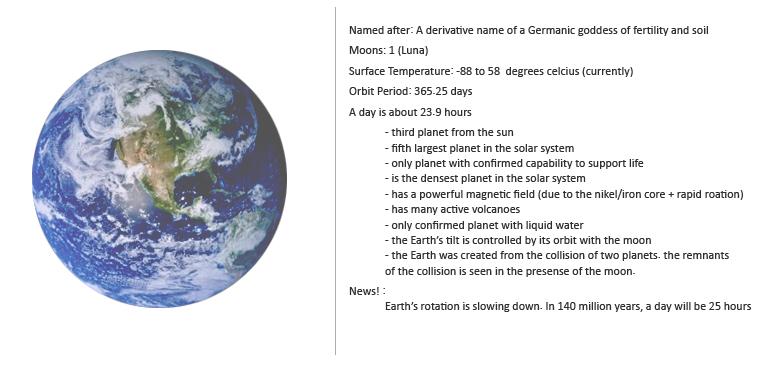 Named after: A derivative name of a Germanic goddess of fertility and soil
Moons: 1 (Luna)
Surface Temperature: -88 to 58 degrees celcius (currently)
Orbit Period: 365.25 days
A day is about 23.9 hours
- third planet from the sun
- fifth largest planet in the solar system
- only planet with confirmed capability to support life
- is the densest planet in the solar system
- has a powerful magnetic field (due to the nikel/iron core + rapid roation)
- has many active volcanoes
- only confirmed planet with liquid water
- the Earth's tilt is controlled by its orbit with the moon
- the Earth was created from the collision of two planets. the remnants
of the collision is seen in the presense of the moon.
News! :
Earth's rotation is slowing down. In 140 million years, a day will be 25 hours